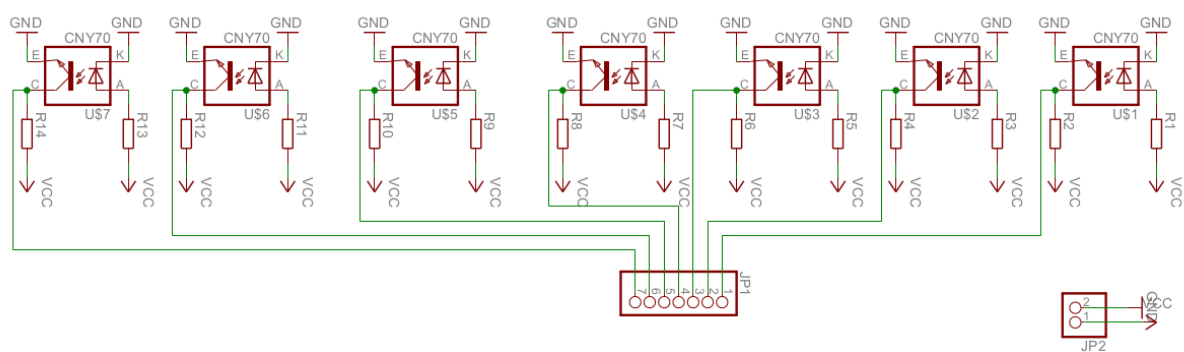 GND GND GND GND GND GND GND GND GND GND GND GND GND GND
CNY70 CNY70 CNY70 CNY70 CNY70 CNY70 CNY70
E K E K E K E K E K E K E K
C A C A C A C A C A C A C A
U$7 U$6 U$5 U$4 U$3 U$2 U$1
R14 R13 R12 R11 R10 R9 R8 R7 R6 R5 R4 R3 R2 R1
VCC VCC VCC VCC VCC VCC VCC VCC VCC VCC VCC VCC VCC VCC
7 6 5 4 3 2 1
JP1
2 VCC
1 GND
JP2